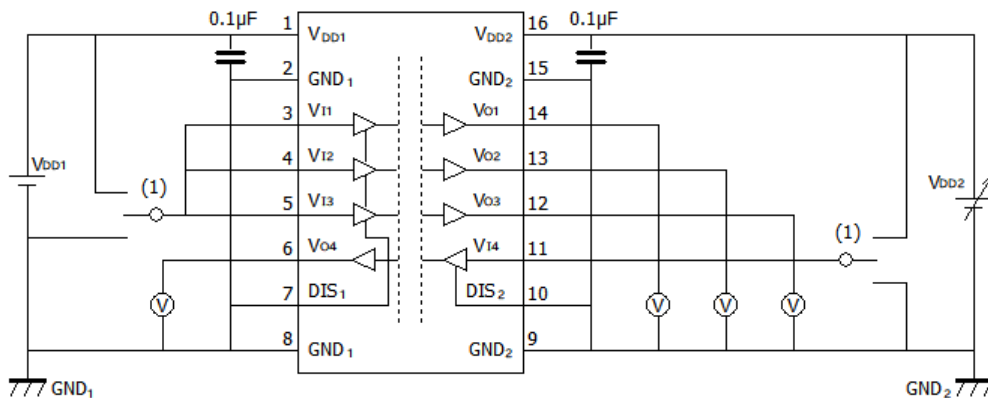 0.1µF
1
16
0.1µF
VDD1
VDD2
2
15
GND1
GND2
3
VI1
VO1
14
4
VI2
VO2
13
VDD1
VDD2
(1)
5
VI3
VO3
12
(1)
6
VO4
VI4
11
7
DIS1
DIS2
10
V
V
V
V
8
GND1
GND2
9
GND1
GND2